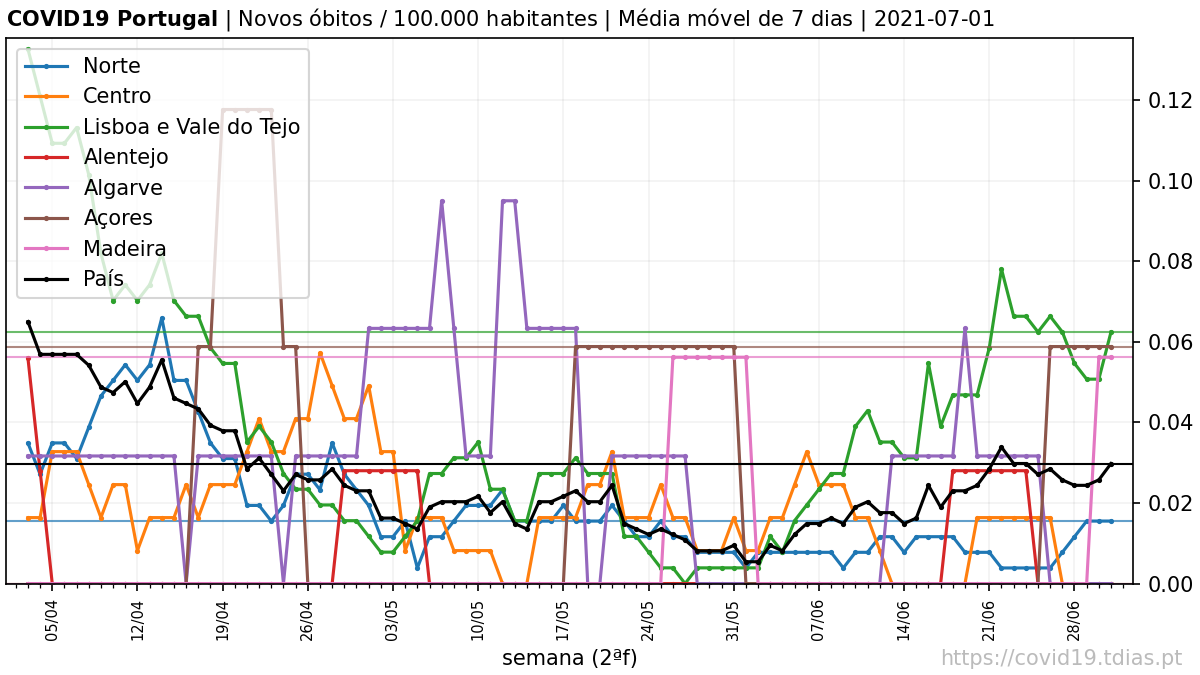 COVID19 Portugal | Novos óbitos / 100.000 habitantes | Média móvel de 7 dias | 2021-07-01
Norte
Centro
Lisboa e Vale do Tejo
Alentejo
Algarve
Açores
Madeira
País
0.12
0.10
0.08
0.06
0.04
0.02
0.00
05/04
12/04
19/04
26/04
03/05
10/05
17/05
24/05
31/05
07/06
14/06
21/06
28/06
semana (2ªf)
https://covid19.tdias.pt